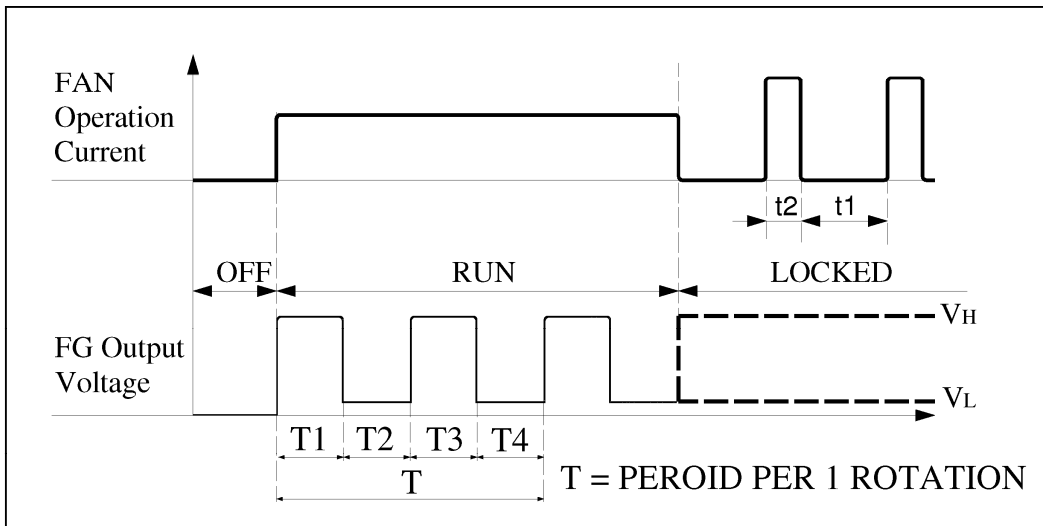 FAN
Operation
Current
t2
t1
OFF
RUN
LOCKED
VH
FG Output
Voltage
VL
T1
T2
T3
T4
T
T = PEROID PER 1 ROTATION